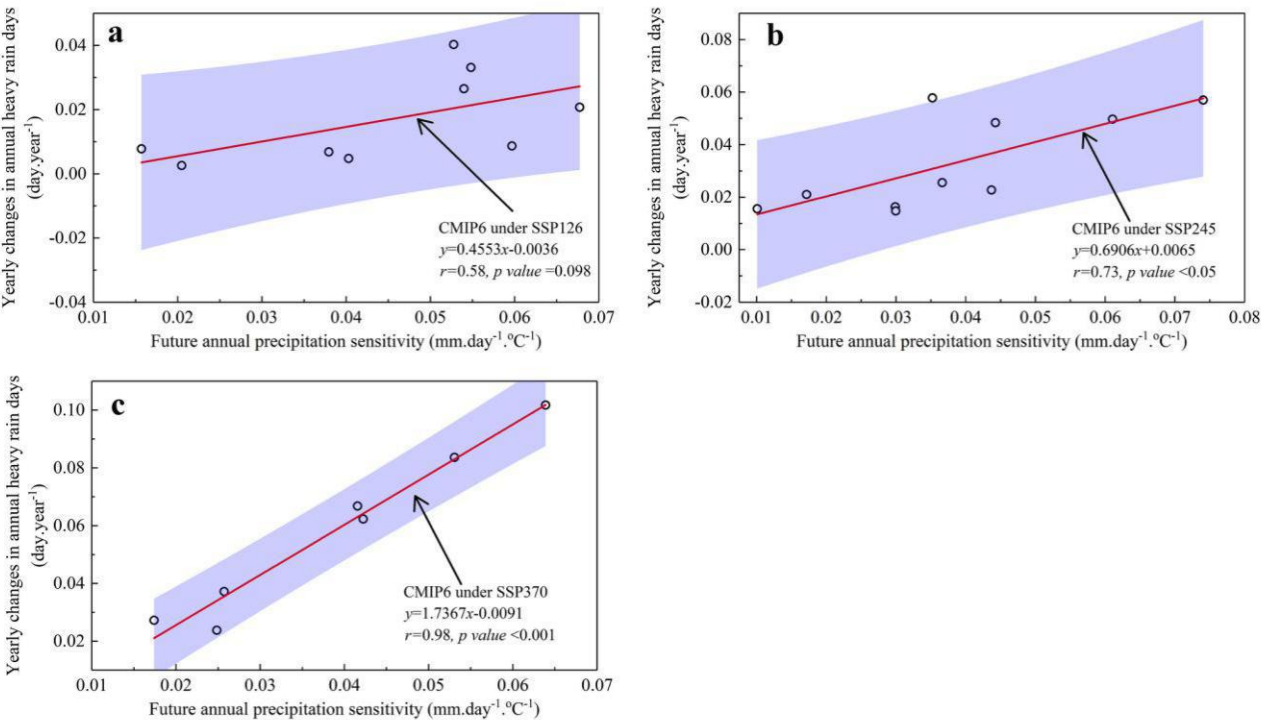 a
Yearly changes in annual heavy rain days
(day.year⁻¹)
0.04
0.02
0.00
-0.02
-0.04
CMIP6 under SSP126
y=0.4553x-0.0036
r=0.58, p value =0.098
0.01 0.02 0.03 0.04 0.05 0.06 0.07
Future annual precipitation sensitivity (mm.day⁻¹.ºC⁻¹)
b
Yearly changes in annual heavy rain days
(day.year⁻¹)
0.08
0.06
0.04
0.02
0.00
-0.02
CMIP6 under SSP245
y=0.6906x+0.0065
r=0.73, p value <0.05
0.01 0.02 0.03 0.04 0.05 0.06 0.07 0.08
Future annual precipitation sensitivity (mm.day⁻¹.ºC⁻¹)
c
Yearly changes in annual heavy rain days
(day.year⁻¹)
0.10
0.08
0.06
0.04
0.02
CMIP6 under SSP370
y=1.7367x-0.0091
r=0.98, p value <0.001
0.01 0.02 0.03 0.04 0.05 0.06 0.07
Future annual precipitation sensitivity (mm.day⁻¹.ºC⁻¹)